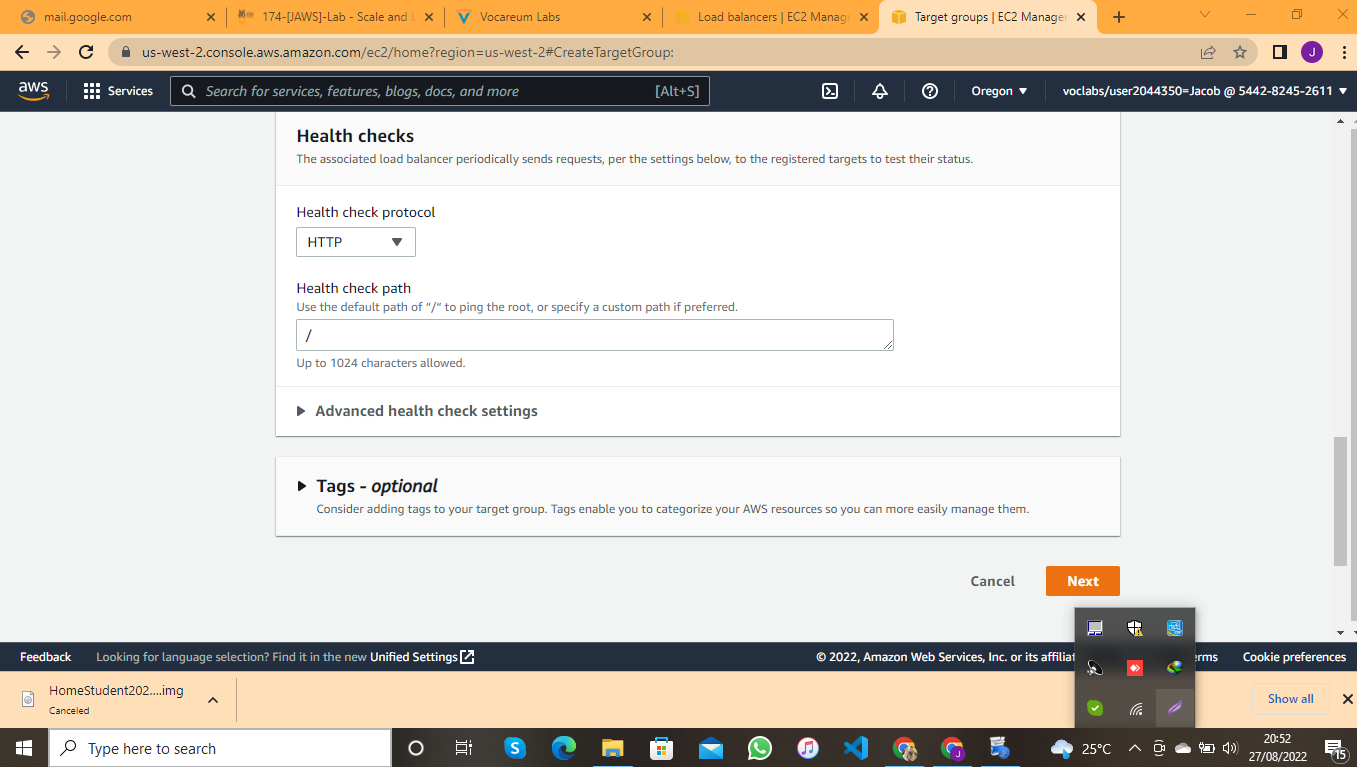 mail.google.com
174-[JAWS]-Lab - Scale and L
Vocareum Labs
Load balancers | EC2 Manage
Target groups | EC2 Manager
us-west-2.console.aws.amazon.com/ec2/home?region=us-west-2#CreateTargetGroup:
J
aws
Services
Search for services, features, blogs, docs, and more
[Alt+S]
Oregon
voclabs/user2044350=Jacob @ 5442-8245-2611
Health checks
The associated load balancer periodically sends requests, per the settings below, to the registered targets to test their status.
Health check protocol
HTTP
Health check path
Use the default path of "/" to ping the root, or specify a custom path if preferred.
/
Up to 1024 characters allowed.
Advanced health check settings
Tags - optional
Consider adding tags to your target group. Tags enable you to categorize your AWS resources so you can more easily manage them.
Cancel
Next
Feedback
Looking for language selection? Find it in the new Unified Settings
© 2022, Amazon Web Services, Inc. or its affiliat
erms
Cookie preferences
HomeStudent202....img
Canceled
Show all
Type here to search
25°C
20:52
27/08/2022
15